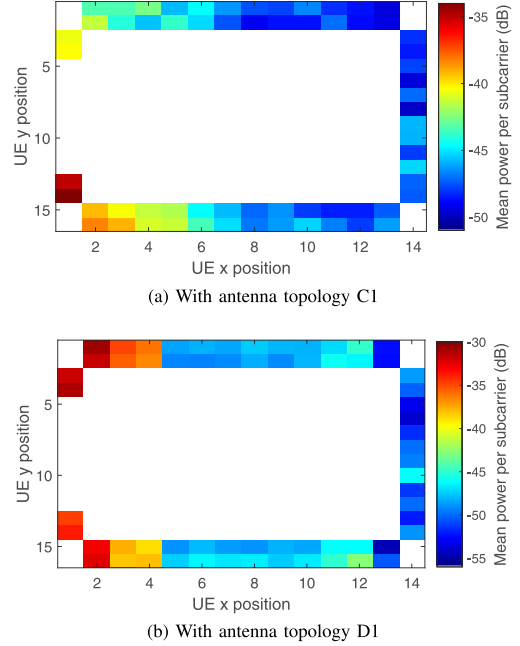 -35
-40
-45
-50
Mean power per subcarrier (dB)
5
10
15
UE y position
2 4 6 8 10 12 14
UE x position
(a) With antenna topology C1
-30
-35
-40
-45
-50
-55
Mean power per subcarrier (dB)
5
10
15
UE y position
2 4 6 8 10 12 14
UE x position
(b) With antenna topology D1